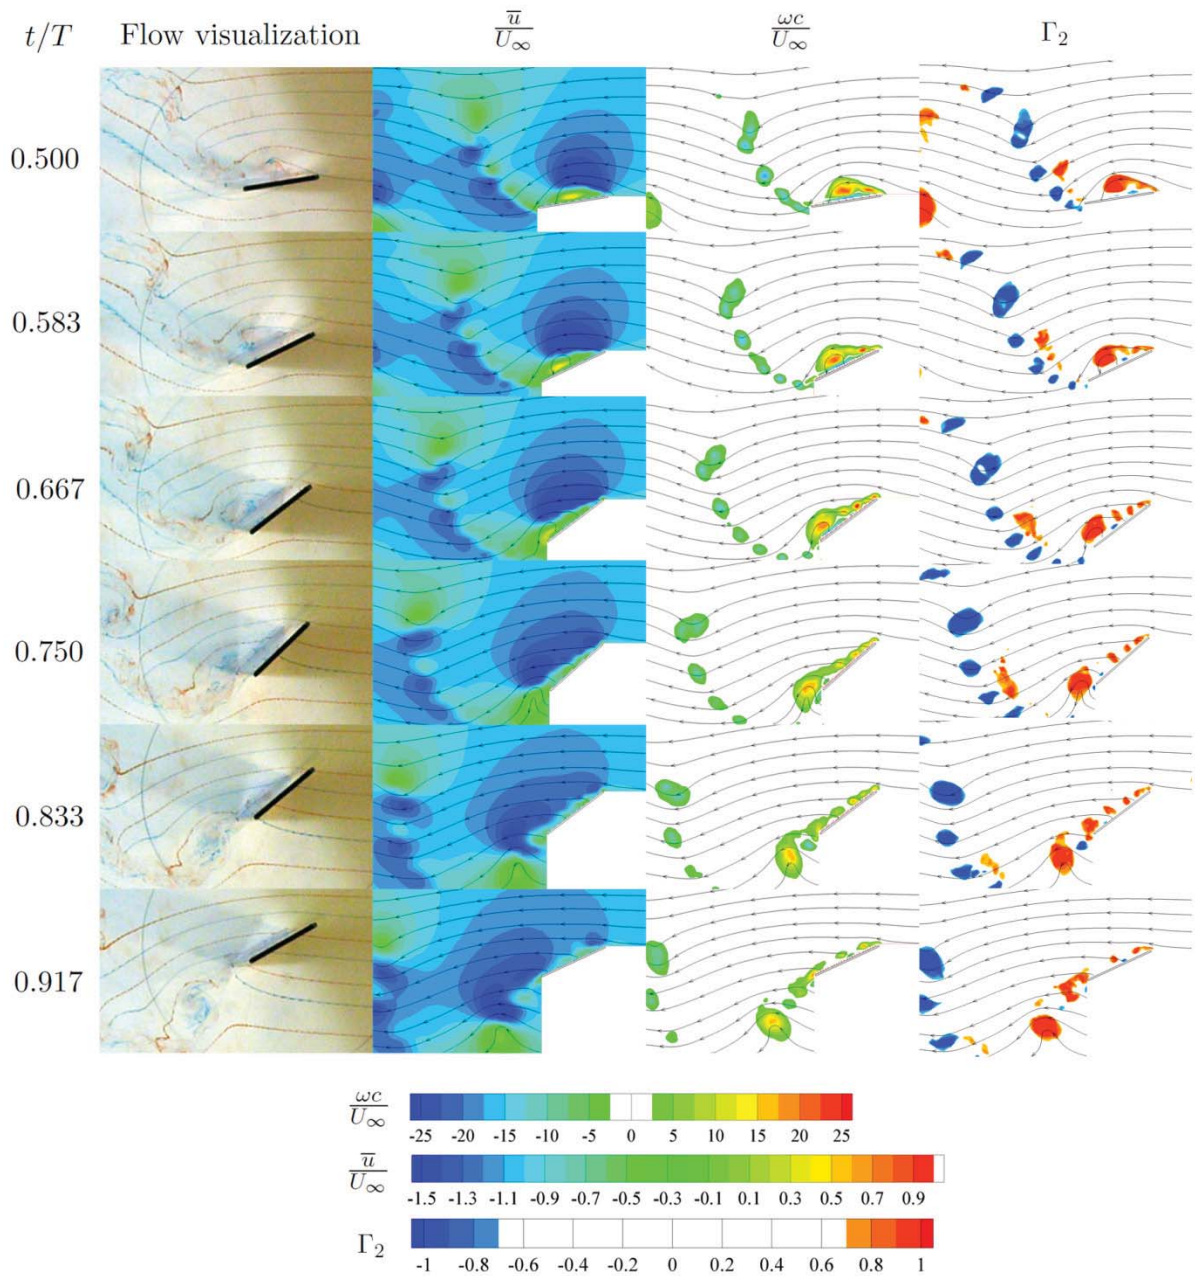 t/T Flow visualization u̅/U∞ ωc/U∞ Γ2
0.500
0.583
0.667
0.750
0.833
0.917
ωc/U∞
-25 -20 -15 -10 -5 0 5 10 15 20 25
u̅/U∞
-1.5 -1.3 -1.1 -0.9 -0.7 -0.5 -0.3 -0.1 0.1 0.3 0.5 0.7 0.9
Γ2
-1 -0.8 -0.6 -0.4 -0.2 0 0.2 0.4 0.6 0.8 1